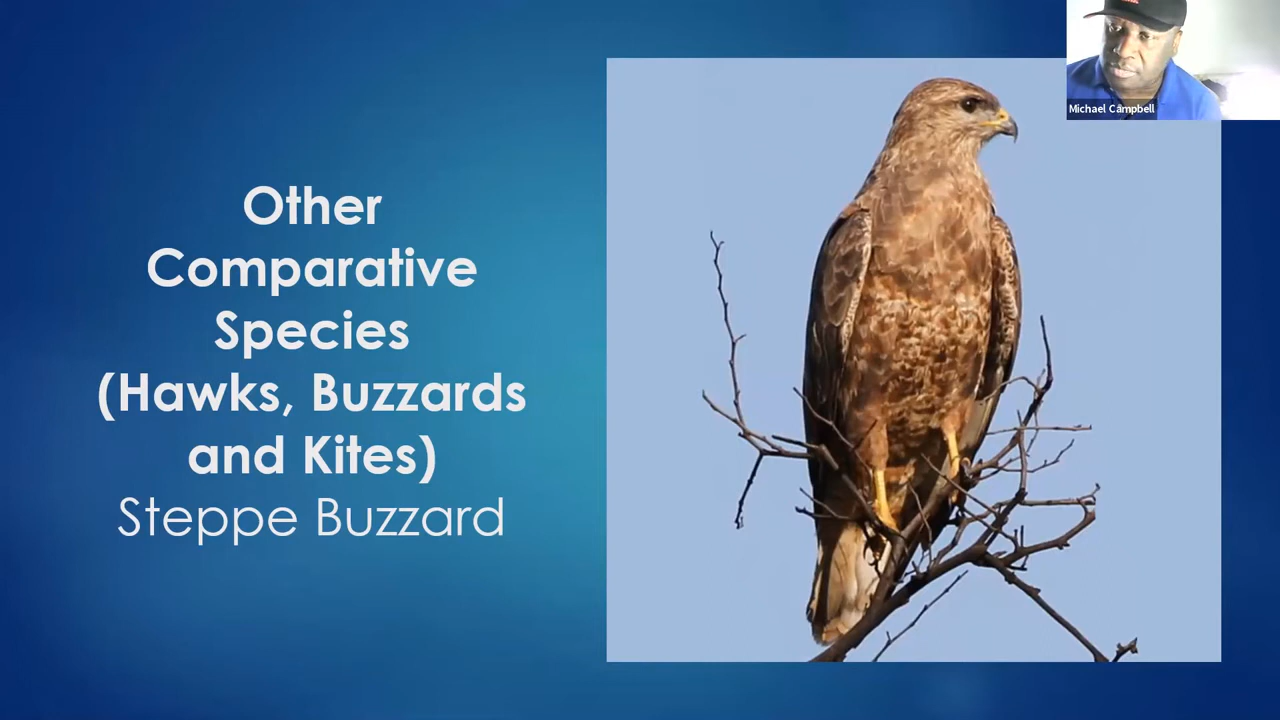 Other
Comparative
Species
(Hawks, Buzzards
and Kites)
Steppe Buzzard
Michael Campbell